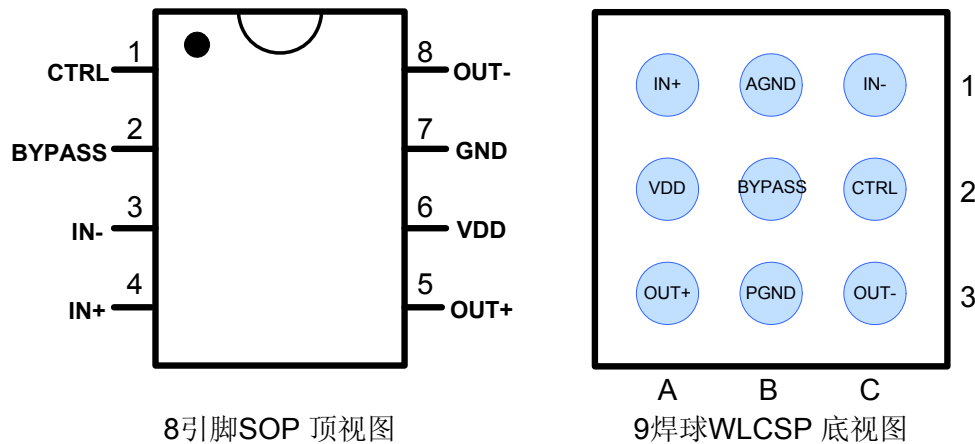 1
CTRL
2
BYPASS
3
IN-
4
IN+
8
OUT-
7
GND
6
VDD
5
OUT+
8引脚SOP 顶视图
IN+ AGND IN- 1
VDD BYPASS CTRL 2
OUT+ PGND OUT- 3
A B C
9焊球WLCSP 底视图